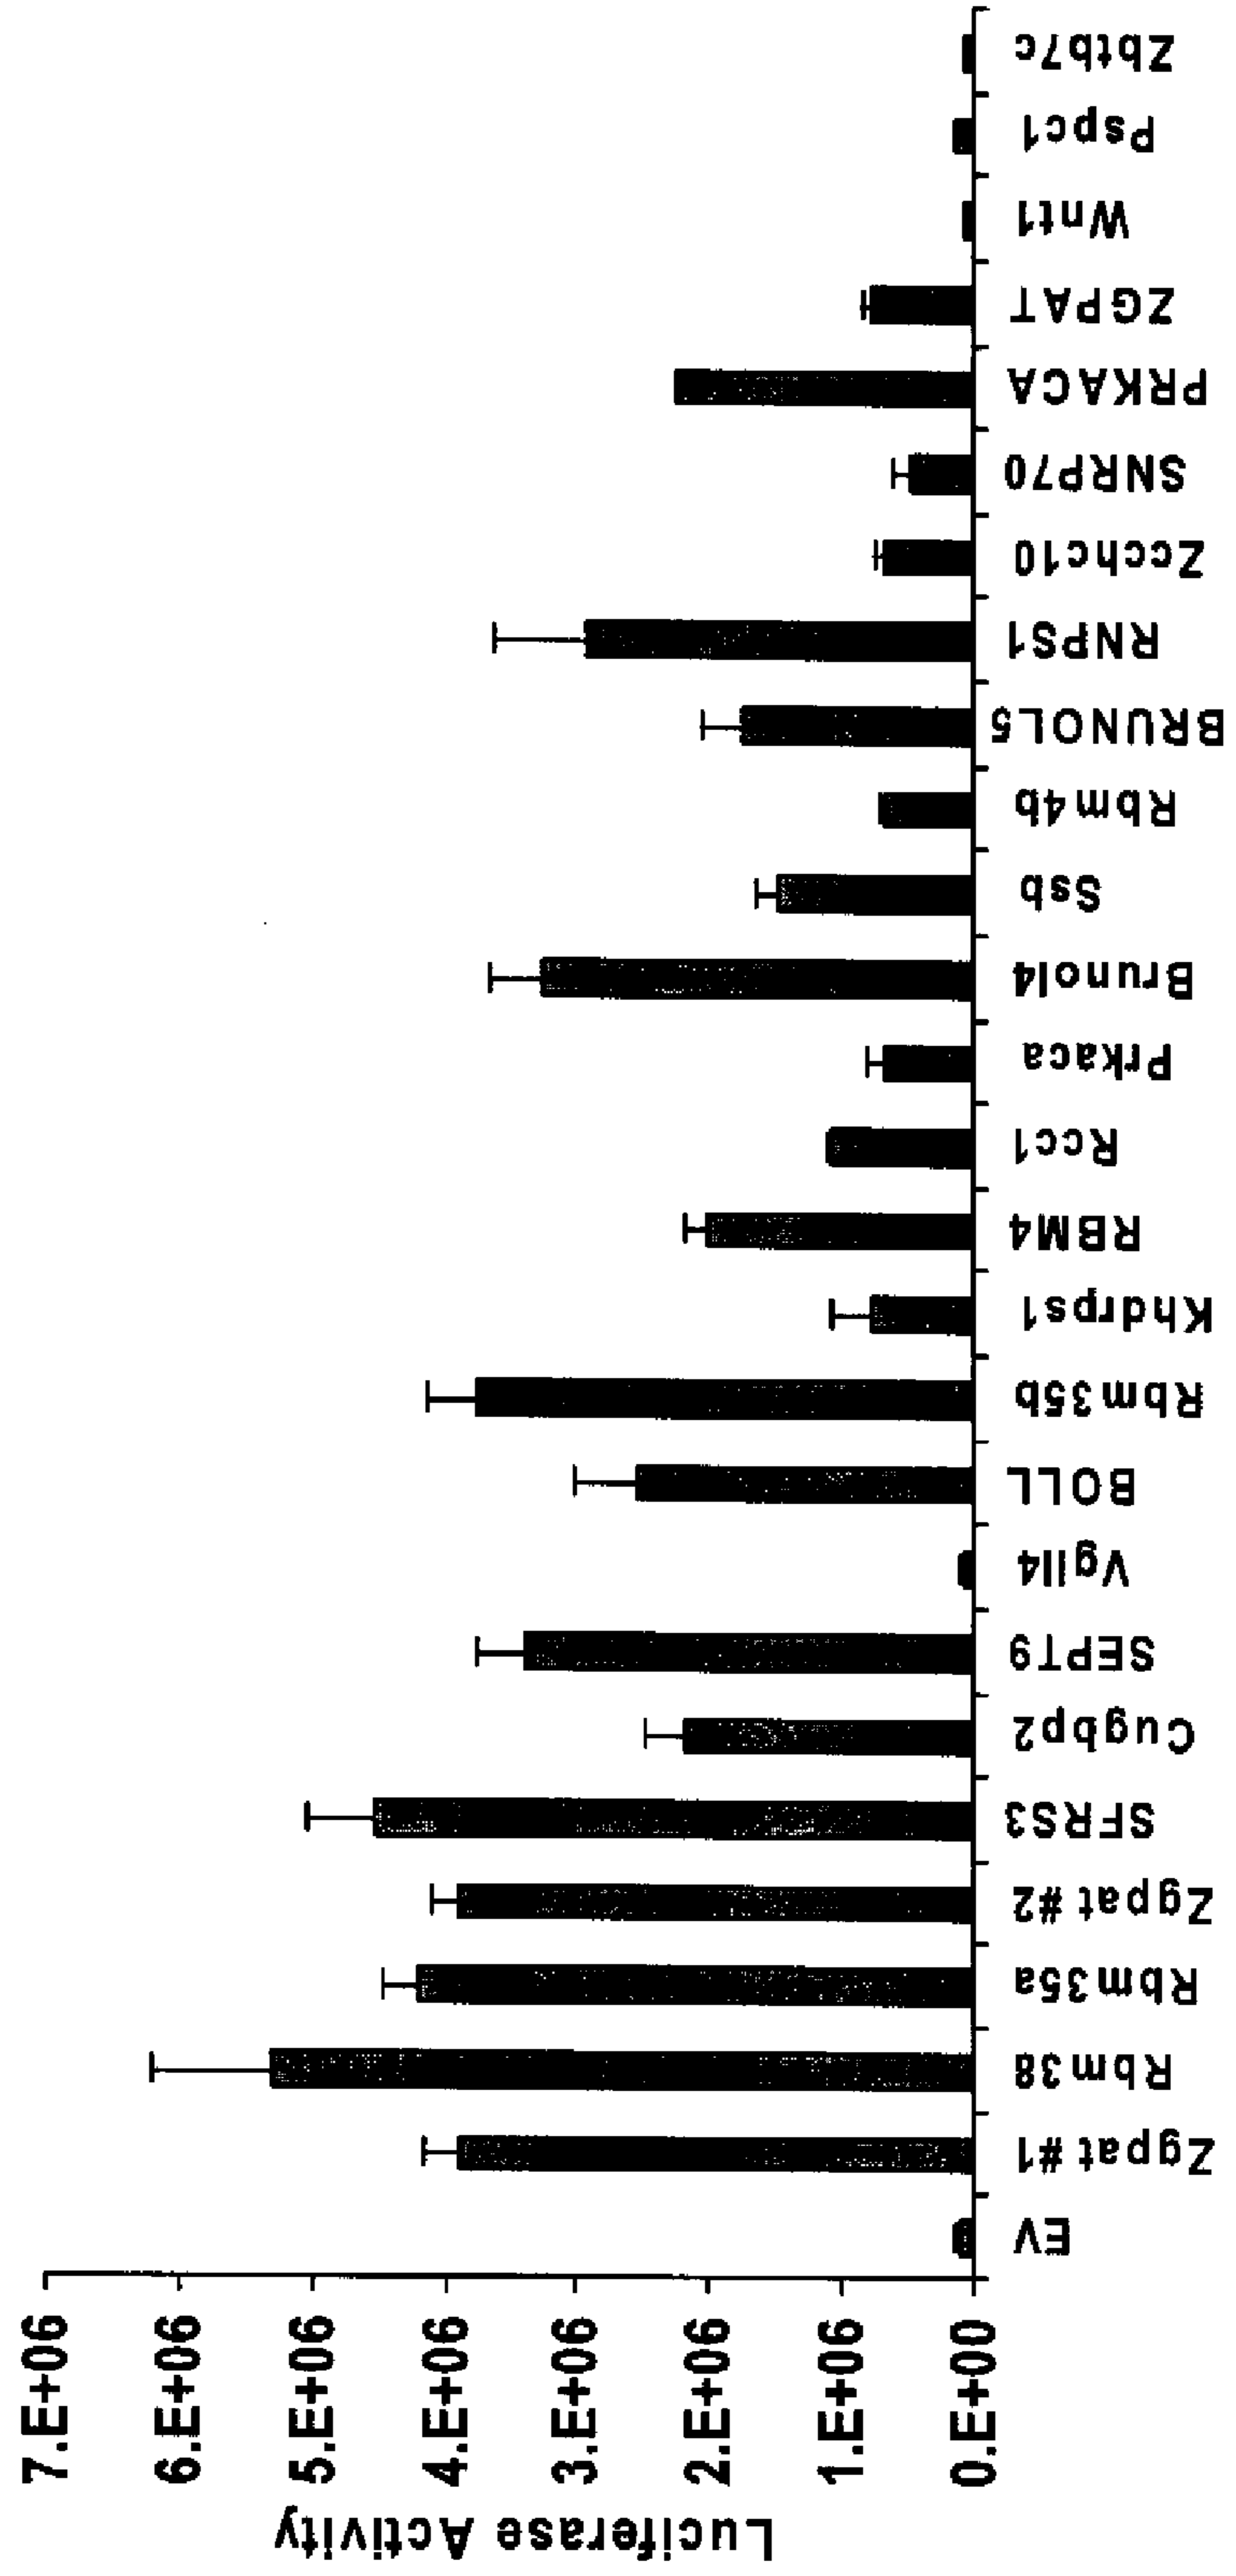 Luciferase Activity
7.E+06
6.E+06
5.E+06
4.E+06
3.E+06
2.E+06
1.E+06
0.E+00
EV
Zgpat #1
Rbm38
Rbm35a
Zgpat #2
SFRS3
Cugbp2
SEPT9
Vgll4
BOLL
Rbm35b
Khdrps1
RBM4
Rcc1
Prkaca
Brunol4
Ssb
Rbm4b
BRUNOL5
RNPS1
Zcchc10
SNRP70
PRKACA
ZGPAT
Wnt1
Pspc1
Zbtb7c